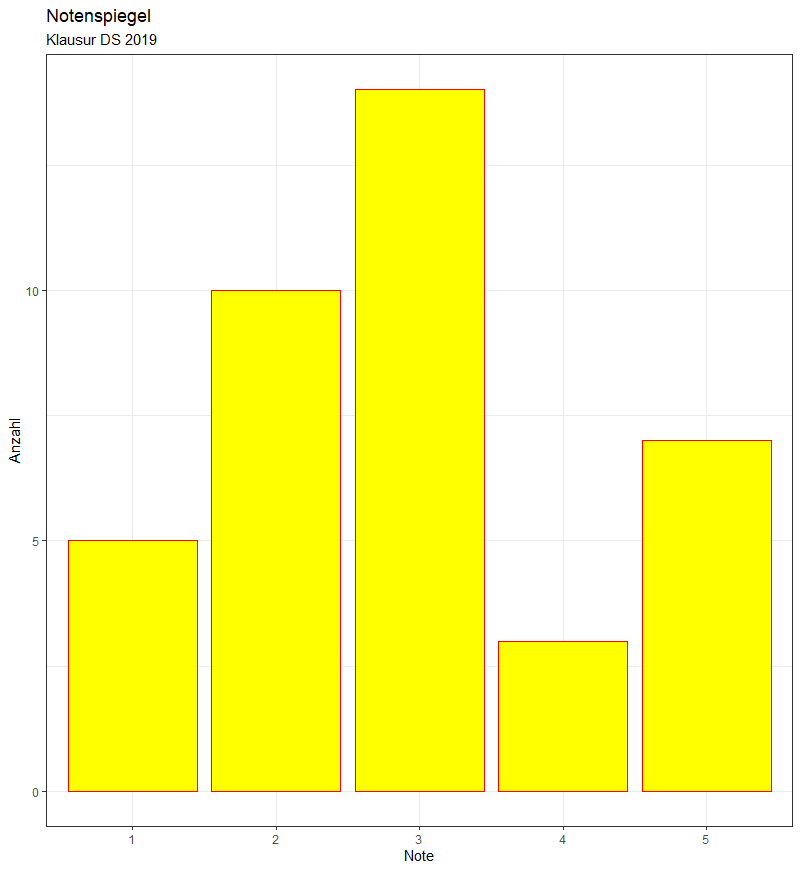 Notenspiegel
Klausur DS 2019
Anzahl
10
5
0
1 2 3 4 5
Note